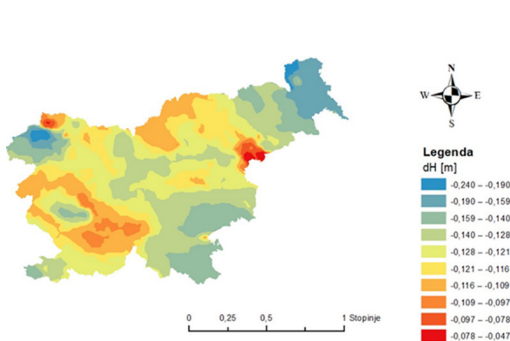 N
W E
S
Legenda
dH [m]
-0,240 – -0,190
-0,190 – -0,159
-0,159 – -0,140
-0,140 – -0,128
-0,128 – -0,121
-0,121 – -0,116
-0,116 – -0,109
-0,109 – -0,097
-0,097 – -0,078
-0,078 – -0,047
0 0,25 0,5 1 Stopinje